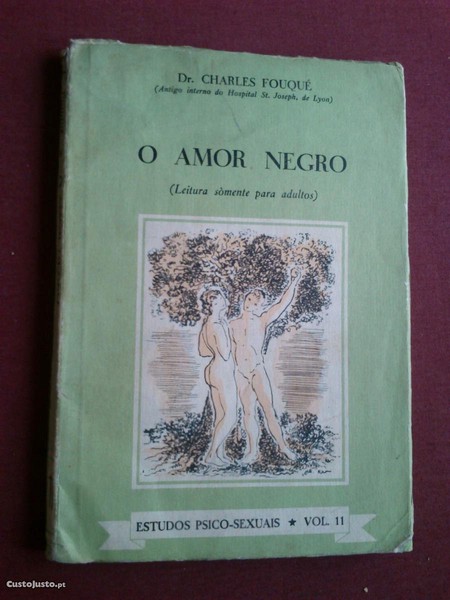 Dr. CHARLES FOUQUÉ
(Antigo interno do Hospital St. Joseph, de Lyon)
O AMOR NEGRO
(Leitura sòmente para adultos)
ESTUDOS PSICO-SEXUAIS ★ VOL. 11
CustoJusto.pt